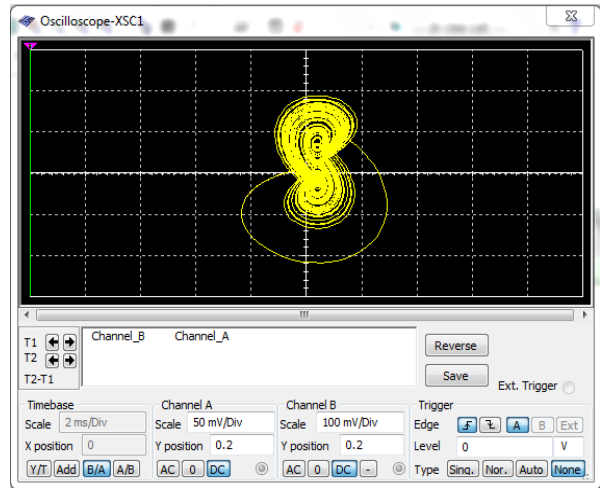 Oscilloscope-XSC1
T1 Channel_B Channel_A
T2
T2-T1
Reverse
Save
Ext. Trigger
Timebase Channel A Channel B Trigger
Scale 2 ms/Div Scale 50 mV/Div Scale 100 mV/Div Edge A B Ext
X position 0 Y position 0.2 Y position 0.2 Level 0 V
Y/T Add B/A A/B AC 0 DC AC 0 DC - Type Sing. Nor. Auto None